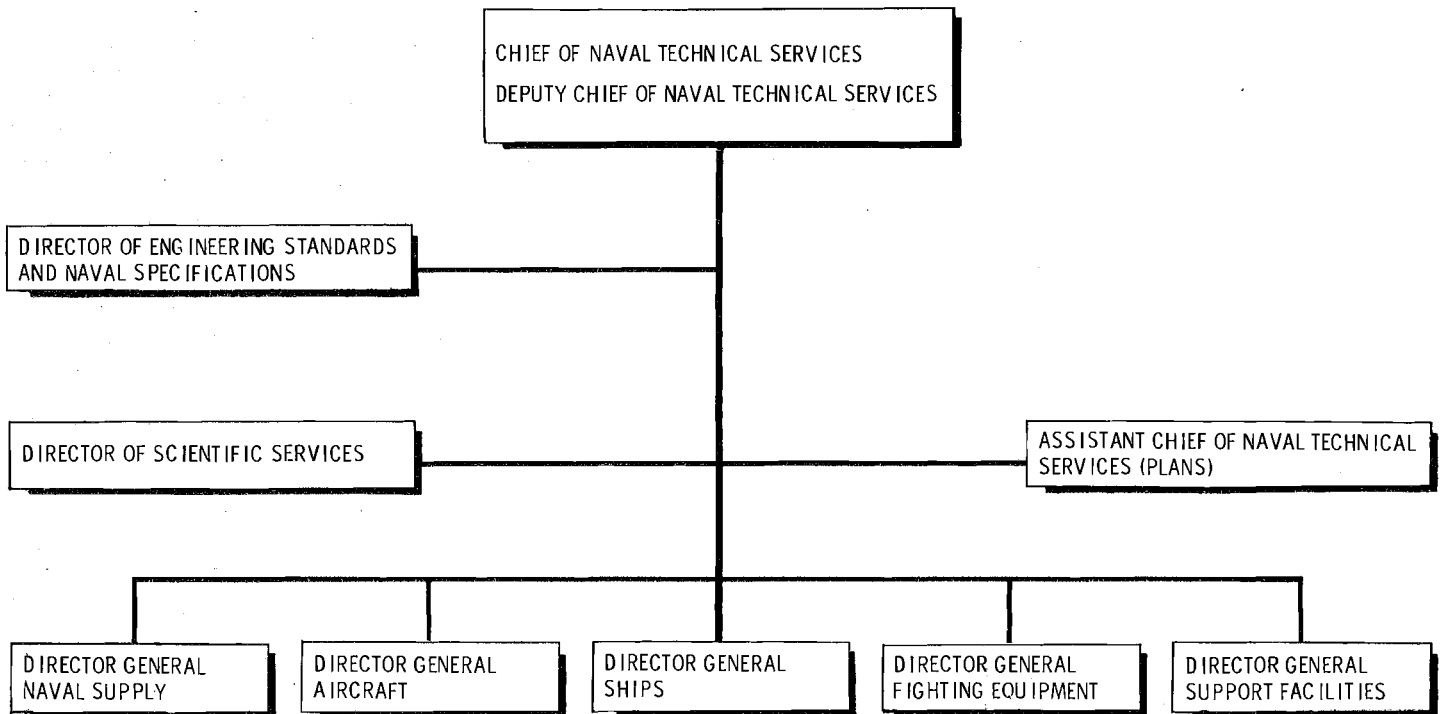 CHIEF OF NAVAL TECHNICAL SERVICES
DEPUTY CHIEF OF NAVAL TECHNICAL SERVICES
DIRECTOR OF ENGINEERING STANDARDS
AND NAVAL SPECIFICATIONS
DIRECTOR OF SCIENTIFIC SERVICES
ASSISTANT CHIEF OF NAVAL TECHNICAL
SERVICES (PLANS)
DIRECTOR GENERAL
NAVAL SUPPLY
DIRECTOR GENERAL
AIRCRAFT
DIRECTOR GENERAL
SHIPS
DIRECTOR GENERAL
FIGHTING EQUIPMENT
DIRECTOR GENERAL
SUPPORT FACILITIES